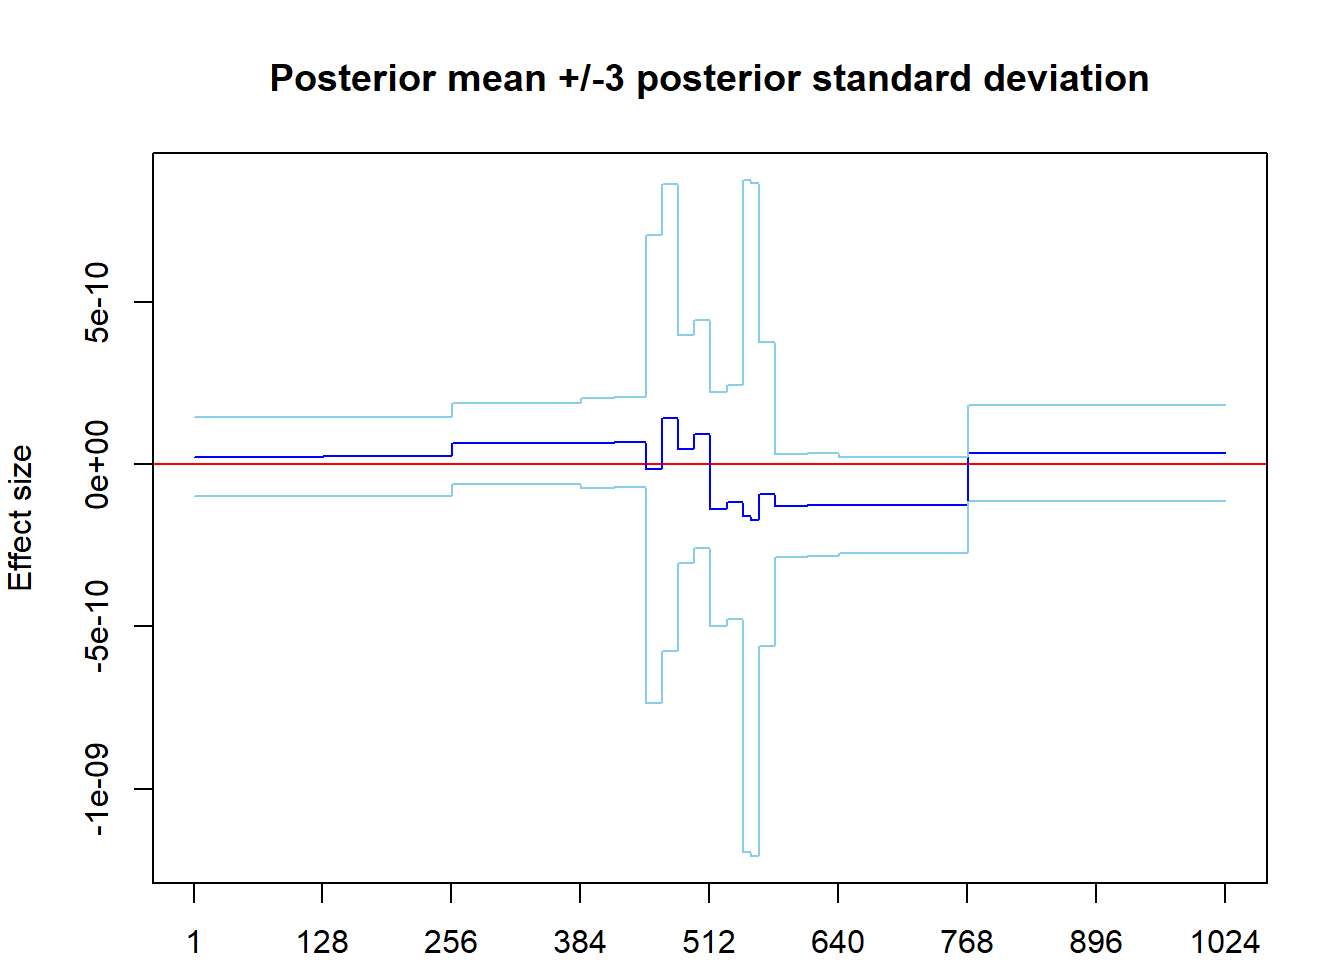 Posterior mean +/-3 posterior standard deviation
Effect size
5e-10
0e+00
-5e-10
-1e-09
1 128 256 384 512 640 768 896 1024